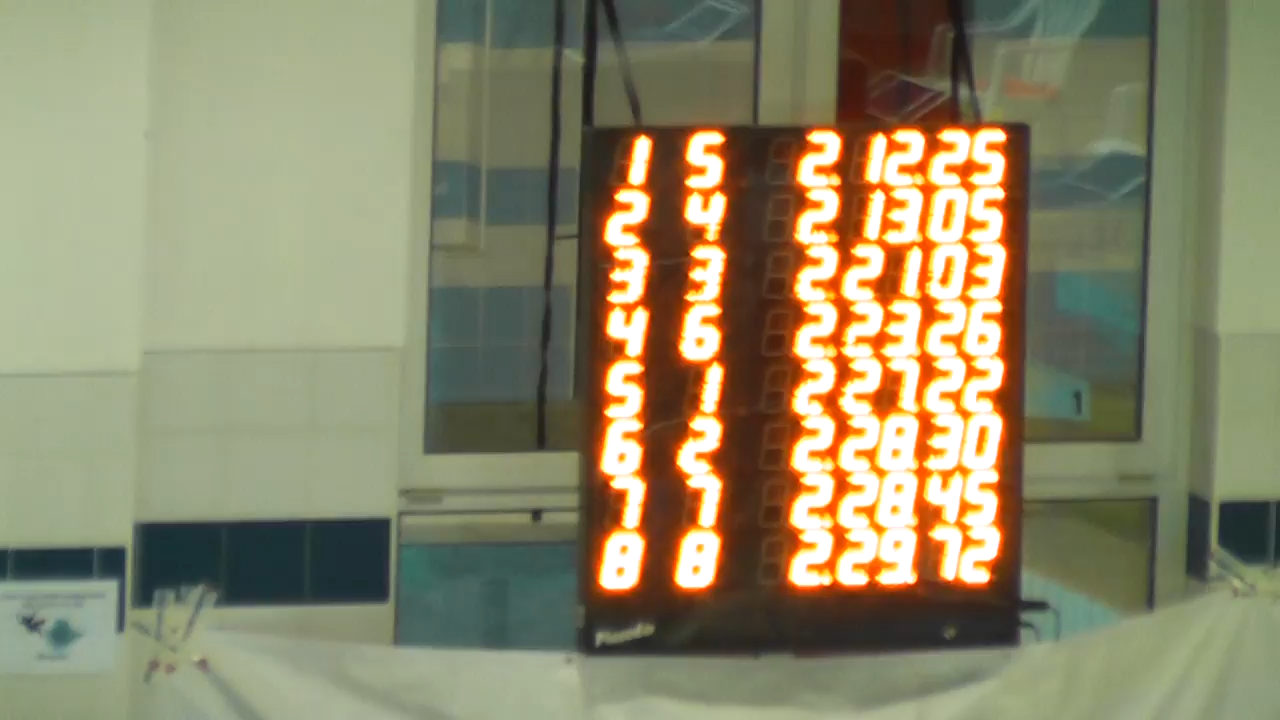 1 5 2.12.25
2 4 2.13.05
3 3 2.21.03
4 6 2.23.26
5 1 2.27.22
6 2 2.28.30
7 7 2.28.45
8 8 2.29.72
1